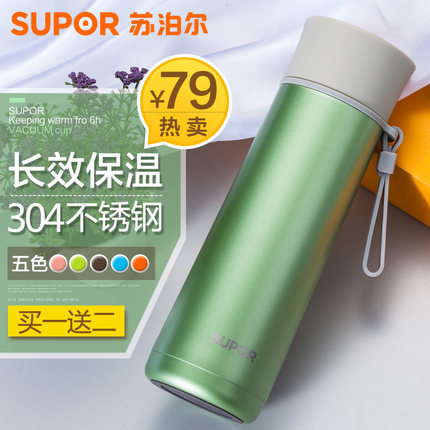 SUPOR 苏泊尔
¥79
热卖
SUPOR
Keeping warm fro 6h
VACUUM cup
长效保温
304不锈钢
五色
买一送二
SUPOR